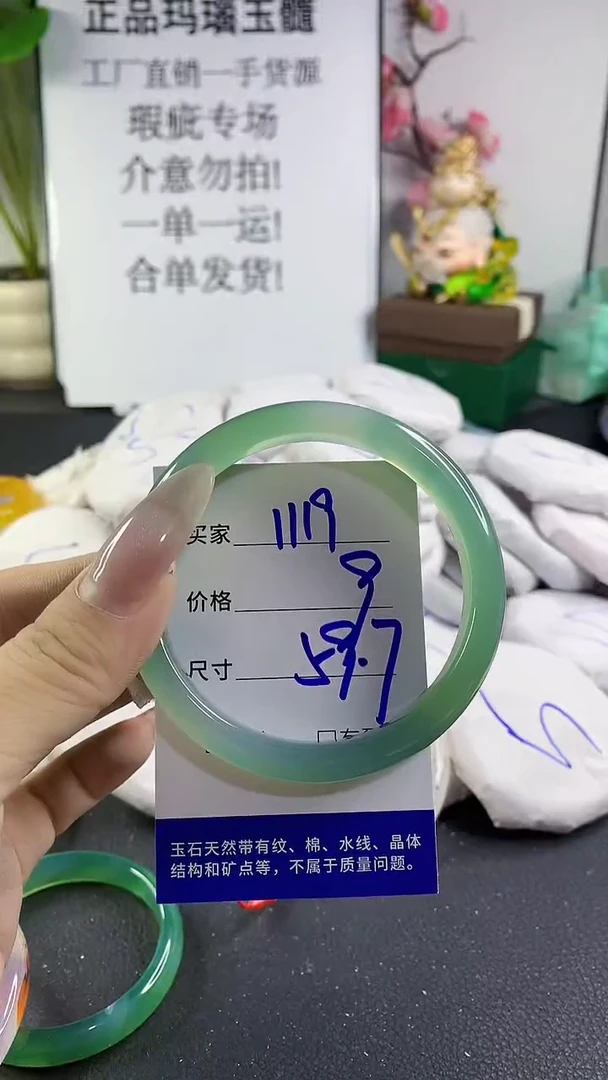 正品玛瑙玉髓
工厂直销一手货源
瑕疵专场
介意勿拍!
一单一运!
合单发货!
买家 1119
价格 9
尺寸 59.7
玉石天然带有纹、棉、水线、晶体
结构和矿点等，不属于质量问题。